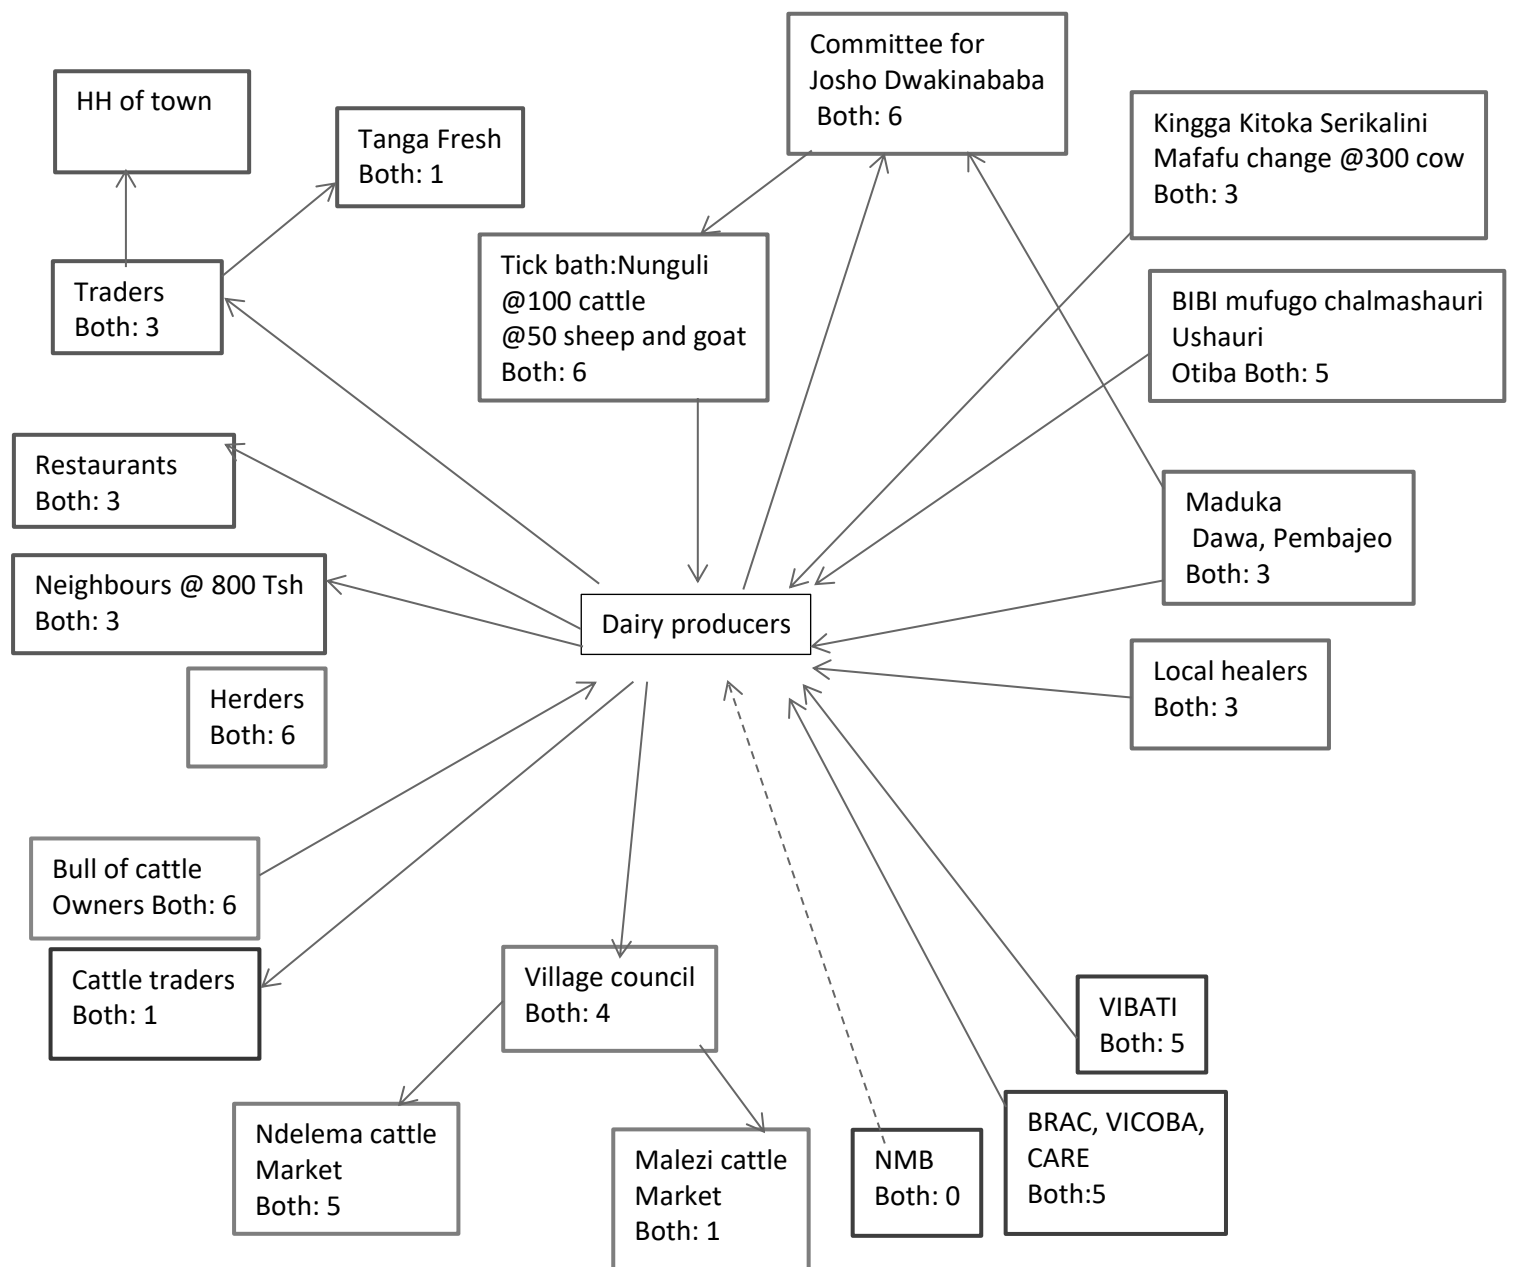 Committee for
Josho Dwakinababa
Both: 6
HH of town
Tanga Fresh
Both: 1
Kingga Kitoka Serikalini
Mafafu change @300 cow
Both: 3
Tick bath:Nunguli
@100 cattle
@50 sheep and goat
Both: 6
Traders
Both: 3
BIBI mufugo chalmashauri
Ushauri
Otiba Both: 5
Restaurants
Both: 3
Maduka
Dawa, Pembajeo
Both: 3
Neighbours @ 800 Tsh
Both: 3
Dairy producers
Local healers
Both: 3
Herders
Both: 6
Bull of cattle
Owners Both: 6
Cattle traders
Both: 1
Village council
Both: 4
VIBATI
Both: 5
Ndelema cattle
Market
Both: 5
Malezi cattle
Market
Both: 1
NMB
Both: 0
BRAC, VICOBA,
CARE
Both:5